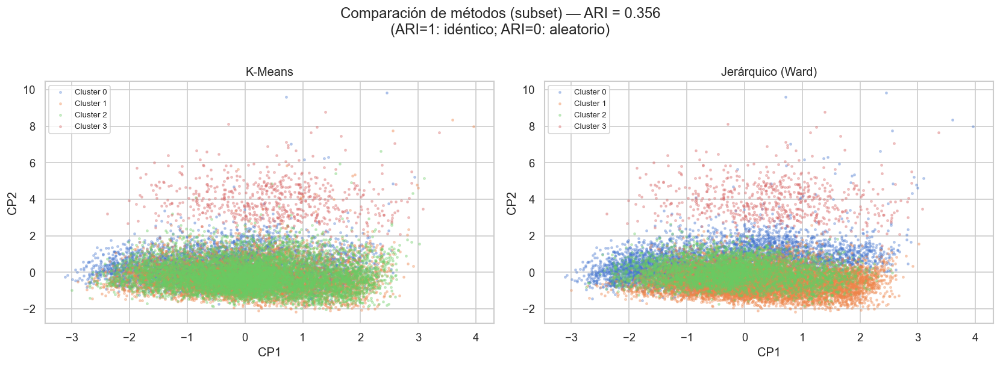 Comparación de métodos (subset) — ARI = 0.356
(ARI=1: idéntico; ARI=0: aleatorio)
K-Means
10
8
6
4
2
0
−2
CP2
Cluster 0
Cluster 1
Cluster 2
Cluster 3
−3
−2
−1
0
1
2
3
4
CP1
Jerárquico (Ward)
10
8
6
4
2
0
−2
CP2
Cluster 0
Cluster 1
Cluster 2
Cluster 3
−3
−2
−1
0
1
2
3
4
CP1